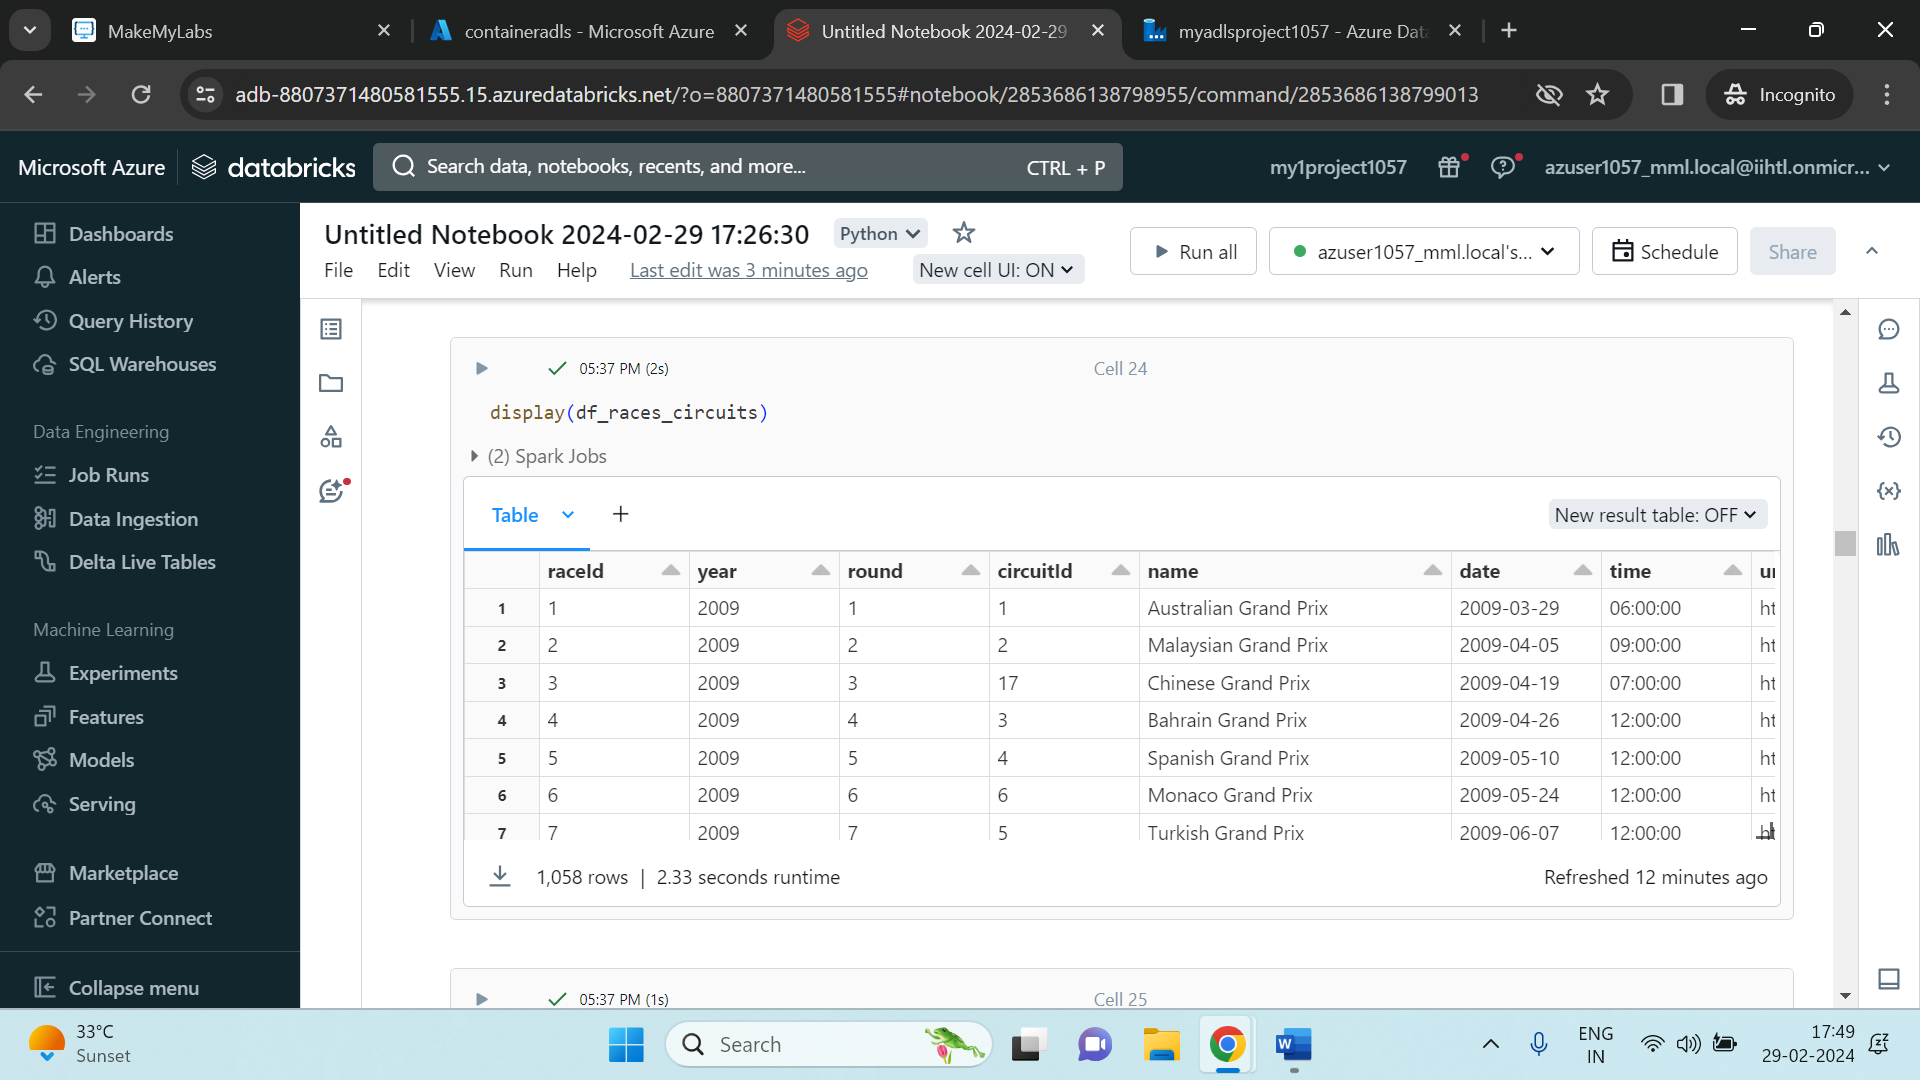 MakeMyLabs
containeradls - Microsoft Azure
Untitled Notebook 2024-02-29
myadlsproject1057 - Azure Dat
adb-8807371480581555.15.azuredatabricks.net/?o=8807371480581555#notebook/2853686138798955/command/2853686138799013
Incognito
Microsoft Azure
databricks
Search data, notebooks, recents, and more...
CTRL + P
my1project1057
azuser1057_mml.local@iihtl.onmicr...
Dashboards
Alerts
Query History
SQL Warehouses
Data Engineering
Job Runs
Data Ingestion
Delta Live Tables
Machine Learning
Experiments
Features
Models
Serving
Marketplace
Partner Connect
Collapse menu
Untitled Notebook 2024-02-29 17:26:30
Python
File Edit View Run Help
Last edit was 3 minutes ago
New cell UI: ON
Run all
azuser1057_mml.local's...
Schedule
Share
05:37 PM (2s)
Cell 24
display(df_races_circuits)
(2) Spark Jobs
Table
New result table: OFF
raceId year round circuitId name date time ur
1 1 2009 1 1 Australian Grand Prix 2009-03-29 06:00:00 ht
2 2 2009 2 2 Malaysian Grand Prix 2009-04-05 09:00:00 ht
3 3 2009 3 17 Chinese Grand Prix 2009-04-19 07:00:00 ht
4 4 2009 4 3 Bahrain Grand Prix 2009-04-26 12:00:00 ht
5 5 2009 5 4 Spanish Grand Prix 2009-05-10 12:00:00 ht
6 6 2009 6 6 Monaco Grand Prix 2009-05-24 12:00:00 ht
7 7 2009 7 5 Turkish Grand Prix 2009-06-07 12:00:00 ht
1,058 rows | 2.33 seconds runtime
Refreshed 12 minutes ago
05:37 PM (1s)
Cell 25
33°C
Sunset
Search
ENG
IN
17:49
29-02-2024